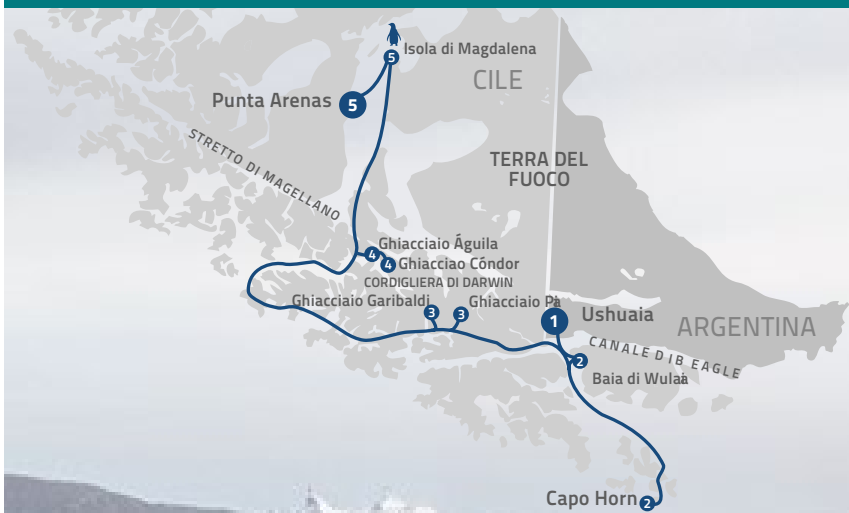 5
Isola di Magdalena
CILE
Punta Arenas
5
STRETTO DI MAGELLANO
TERRA DEL
FUOCO
Ghiacciaio Águila
4
4
Ghiacciao Cóndor
CORDIGLIERA DI DARWIN
Ghiacciaio Garibaldi
3
Ghiacciaio
3
1
Ushuaia
ARGENTINA
CANALE DI B EAGLE
2
Baia di
Capo Horn
2